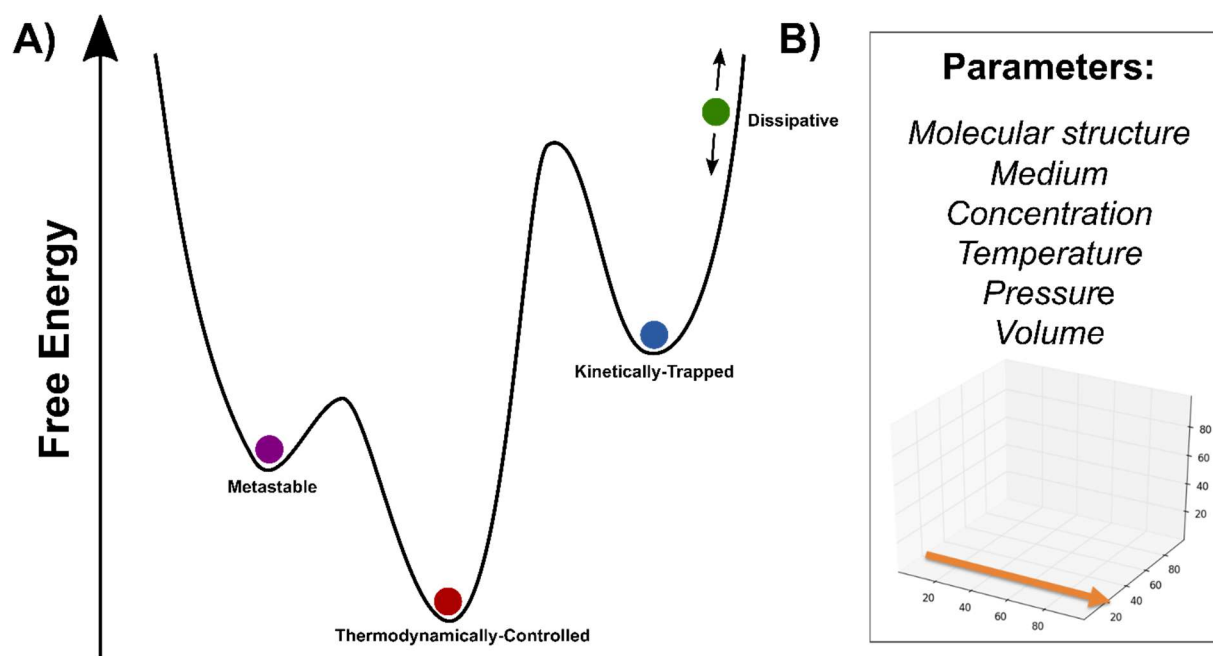 A)
Free Energy
Metastable
Thermodynamically-Controlled
Kinetically-Trapped
Dissipative
B)
Parameters:
Molecular structure
Medium
Concentration
Temperature
Pressure
Volume
80
60
40
20
20
40
60
80
20
40
60
80